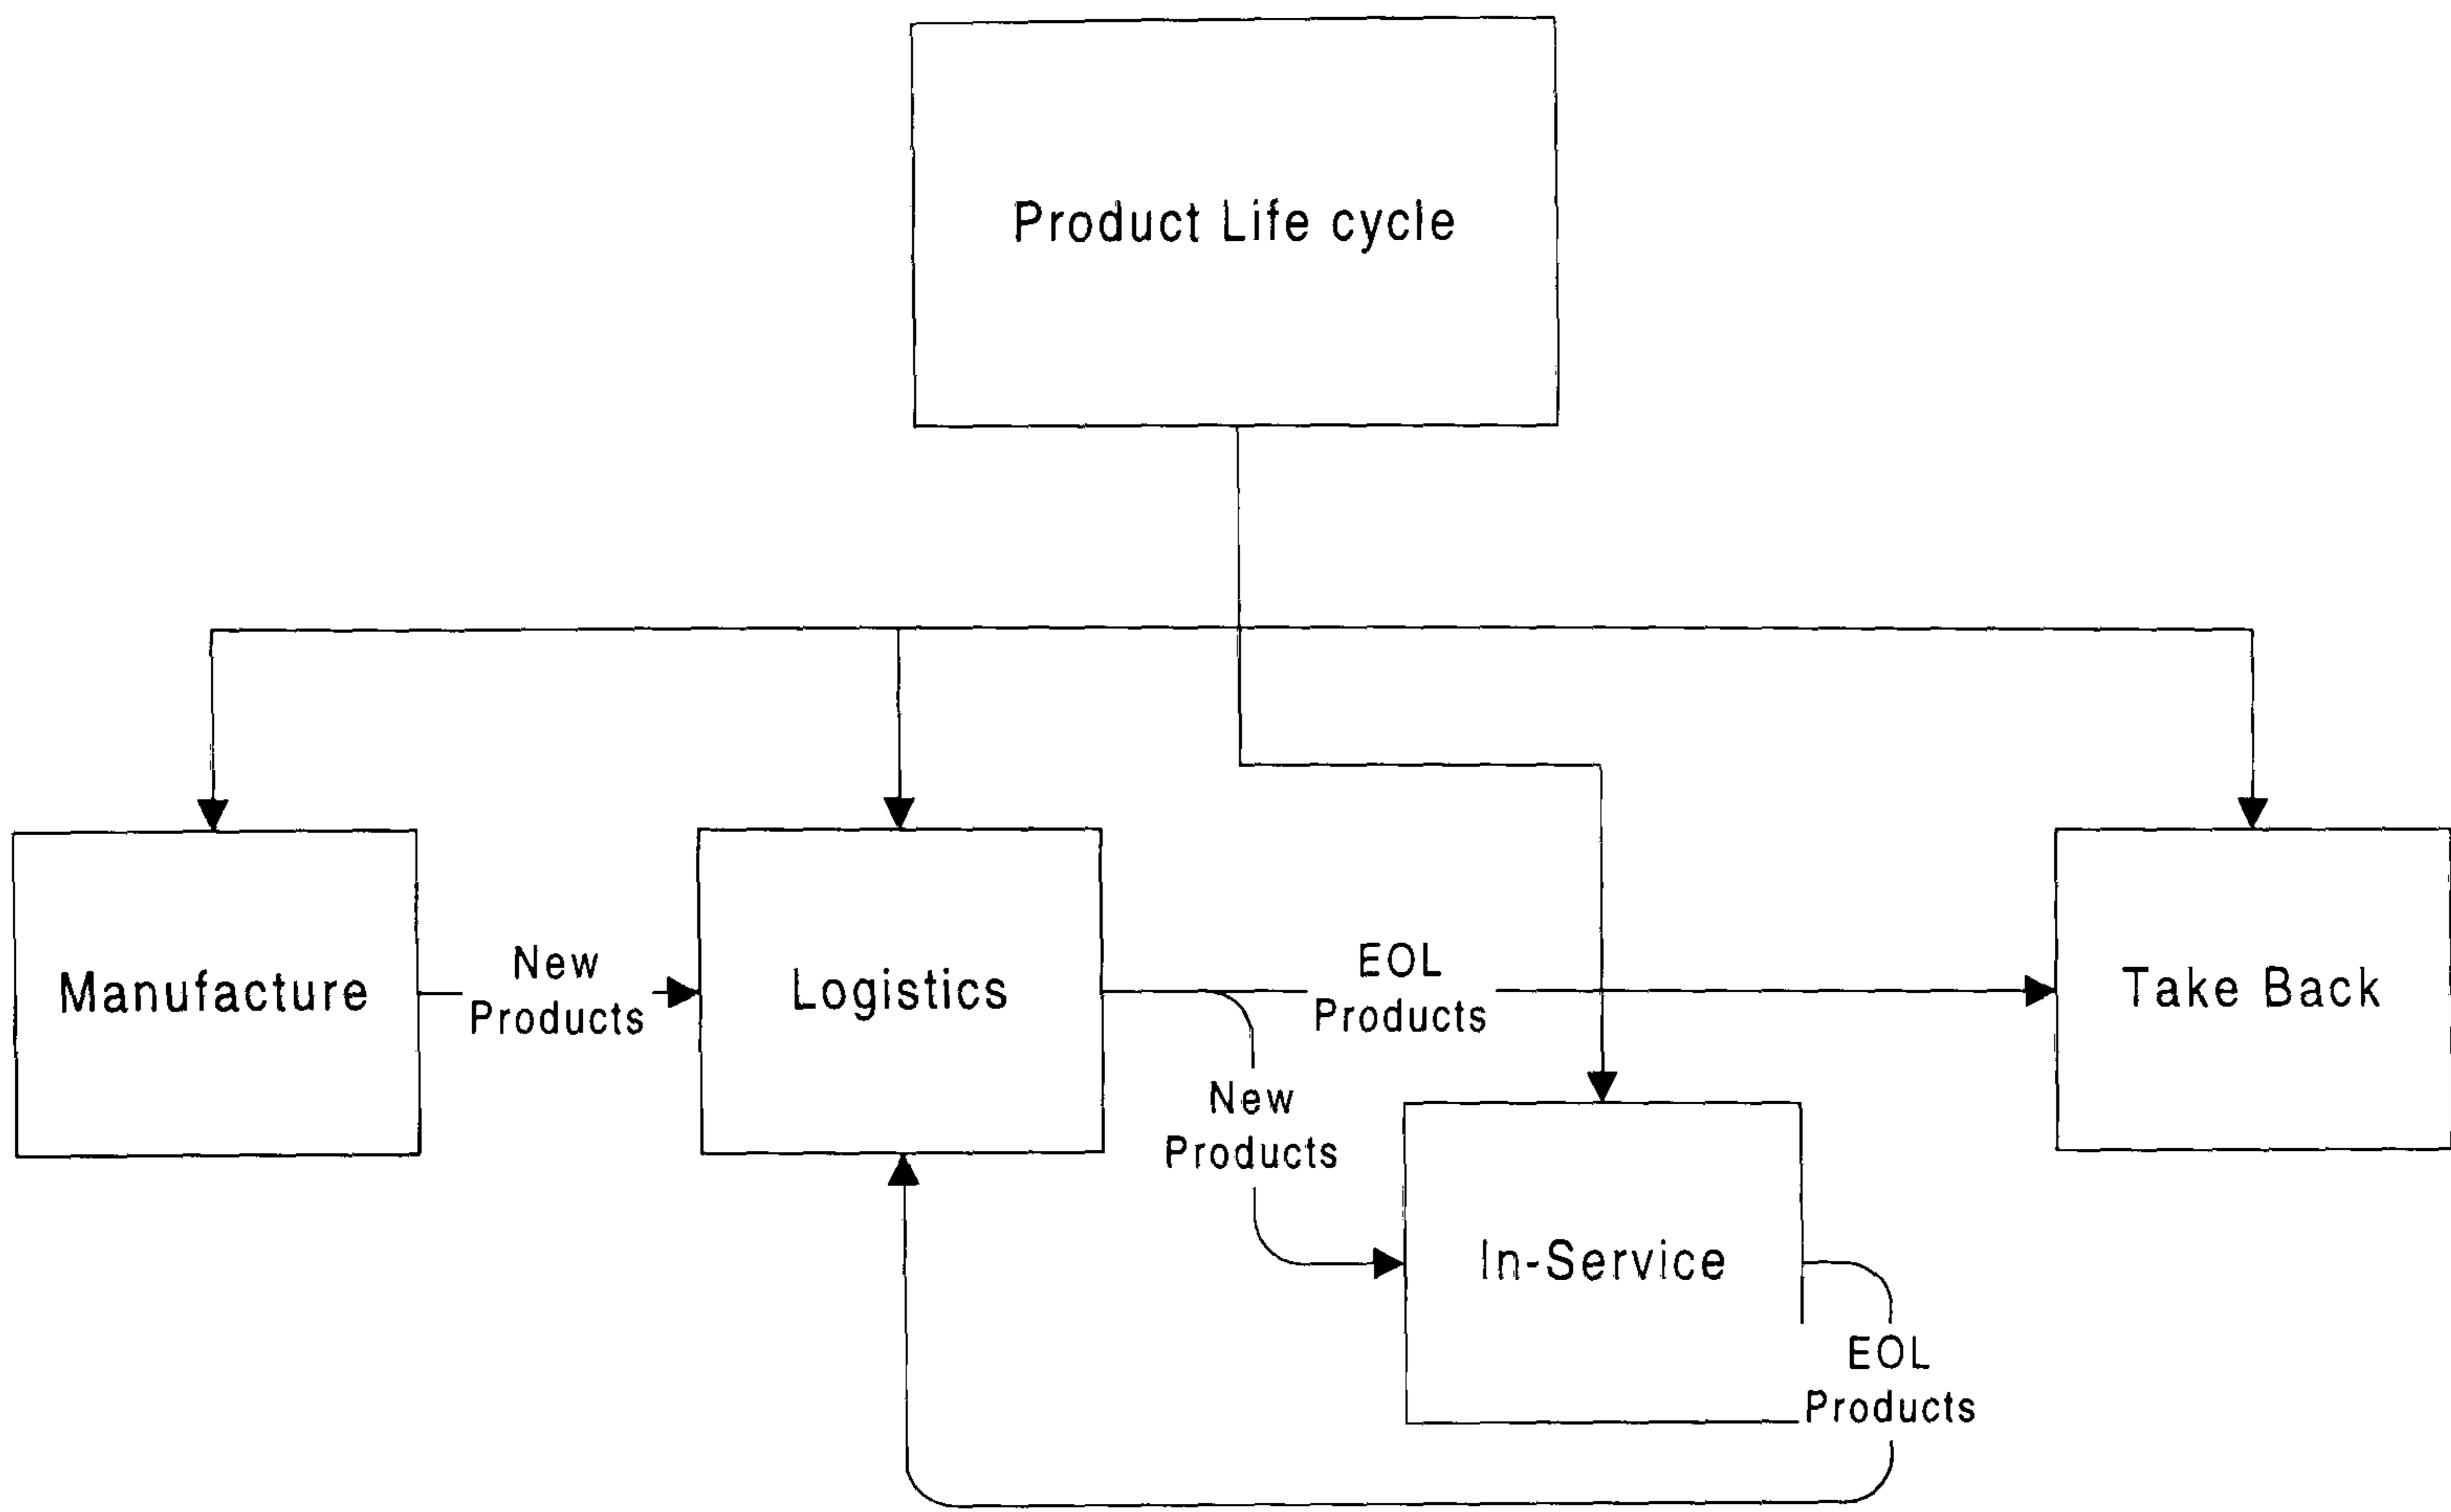 Product Life cycle
Manufacture
New
Products
Logistics
EOL
Products
Take Back
New
Products
In-Service
EOL
Products